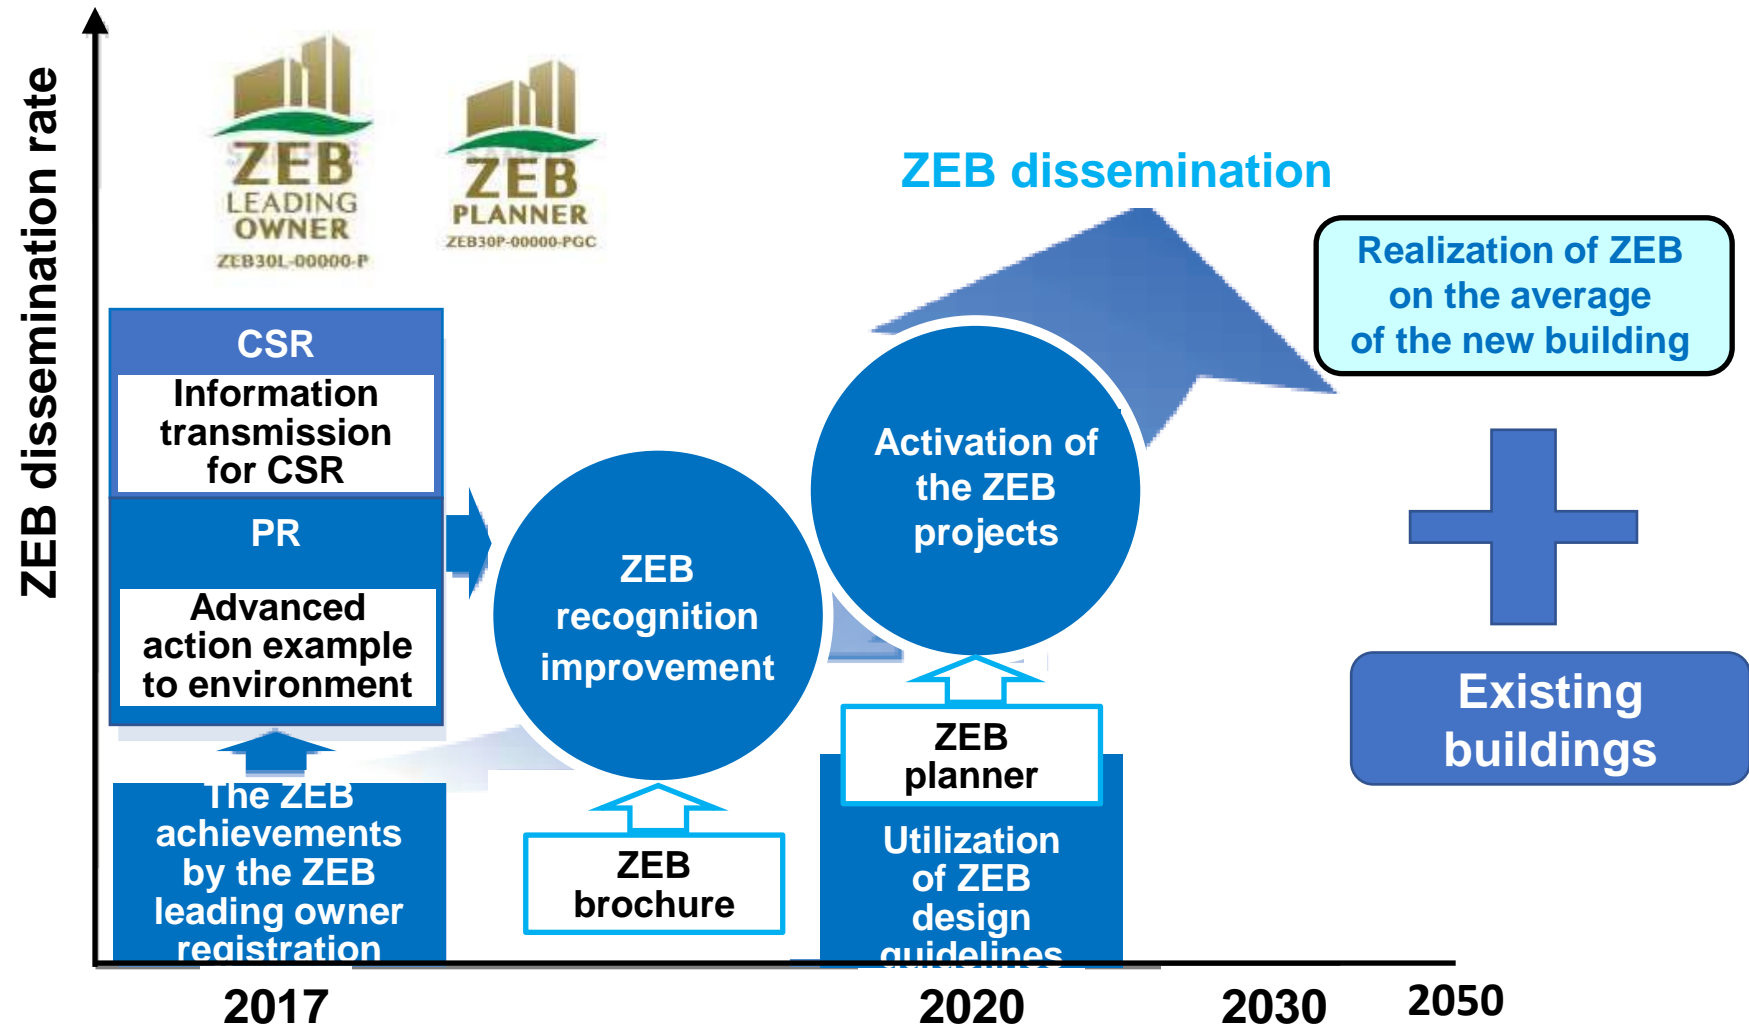 ZEB dissemination rate
ZEB
LEADING
OWNER
ZEB30L-00000-P
ZEB
PLANNER
ZEB30P-00000-PGC
ZEB dissemination
Realization of ZEB
on the average
of the new building
CSR
Information
transmission
for CSR
PR
Advanced
action example
to environment
The ZEB
achievements
by the ZEB
leading owner
registration
ZEB
recognition
improvement
ZEB
brochure
Activation of
the ZEB
projects
ZEB
planner
Utilization
of ZEB
design
guidelines
Existing
buildings
2017
2020
2030
2050